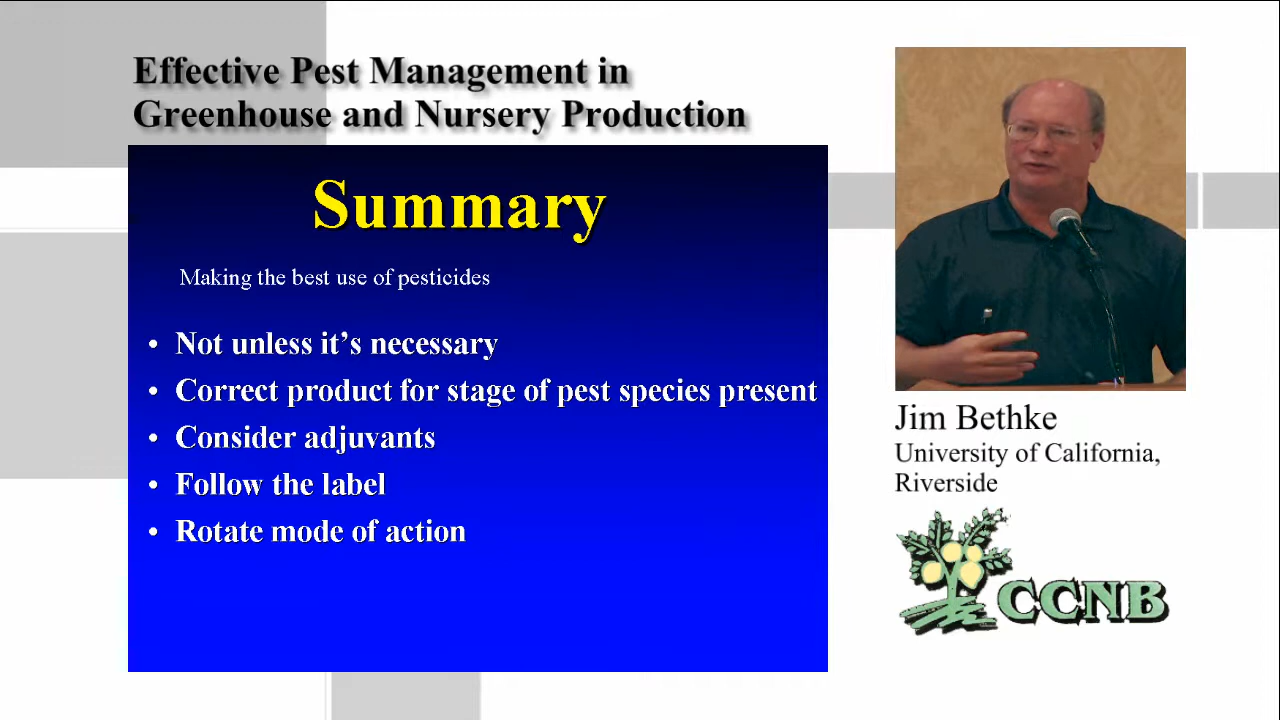 Effective Pest Management in
Greenhouse and Nursery Production
Summary
Making the best use of pesticides
• Not unless it's necessary
• Correct product for stage of pest species present
• Consider adjuvants
• Follow the label
• Rotate mode of action
Jim Bethke
University of California,
Riverside
CCNB